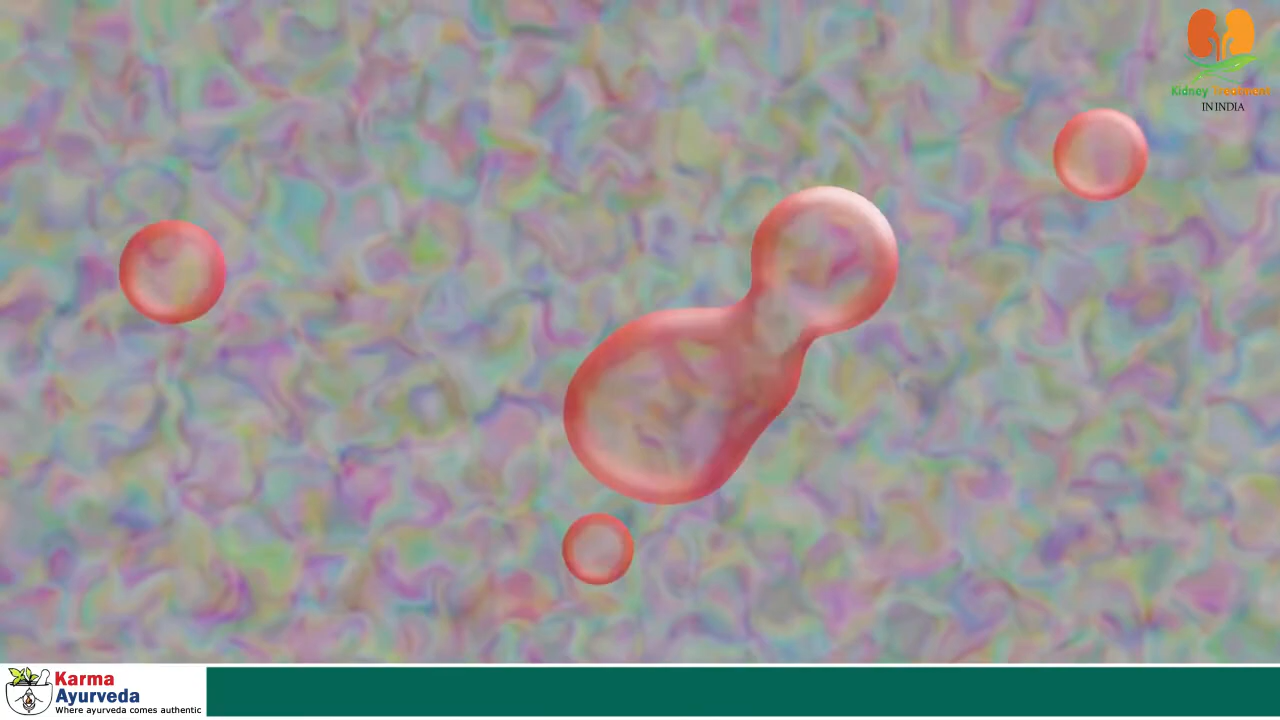 Kidney Treatment
IN INDIA
Karma
Ayurveda
Where ayurveda comes authentic